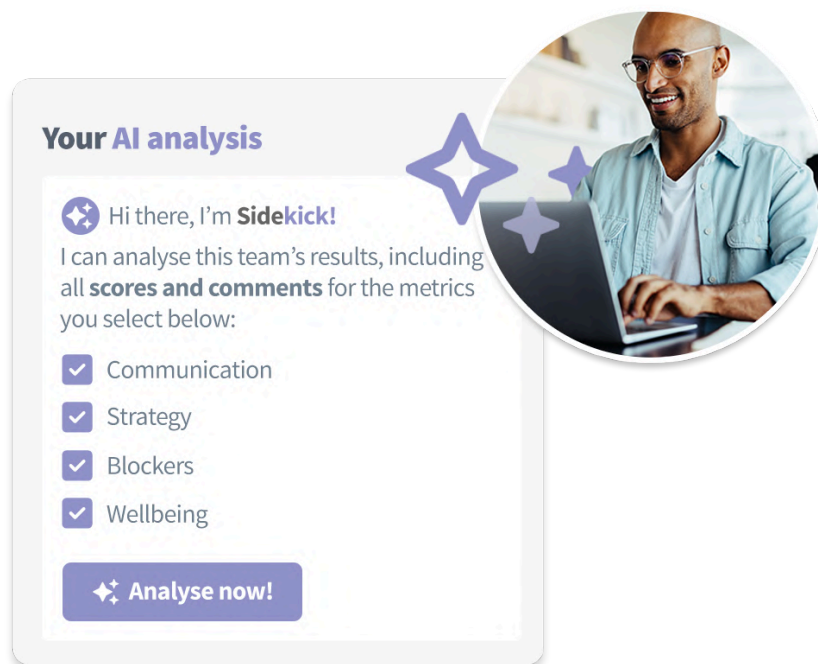 Your AI analysis
Hi there, I’m Sidekick!
I can analyse this team’s results, including
all scores and comments for the metrics
you select below:
Communication
Strategy
Blockers
Wellbeing
Analyse now!